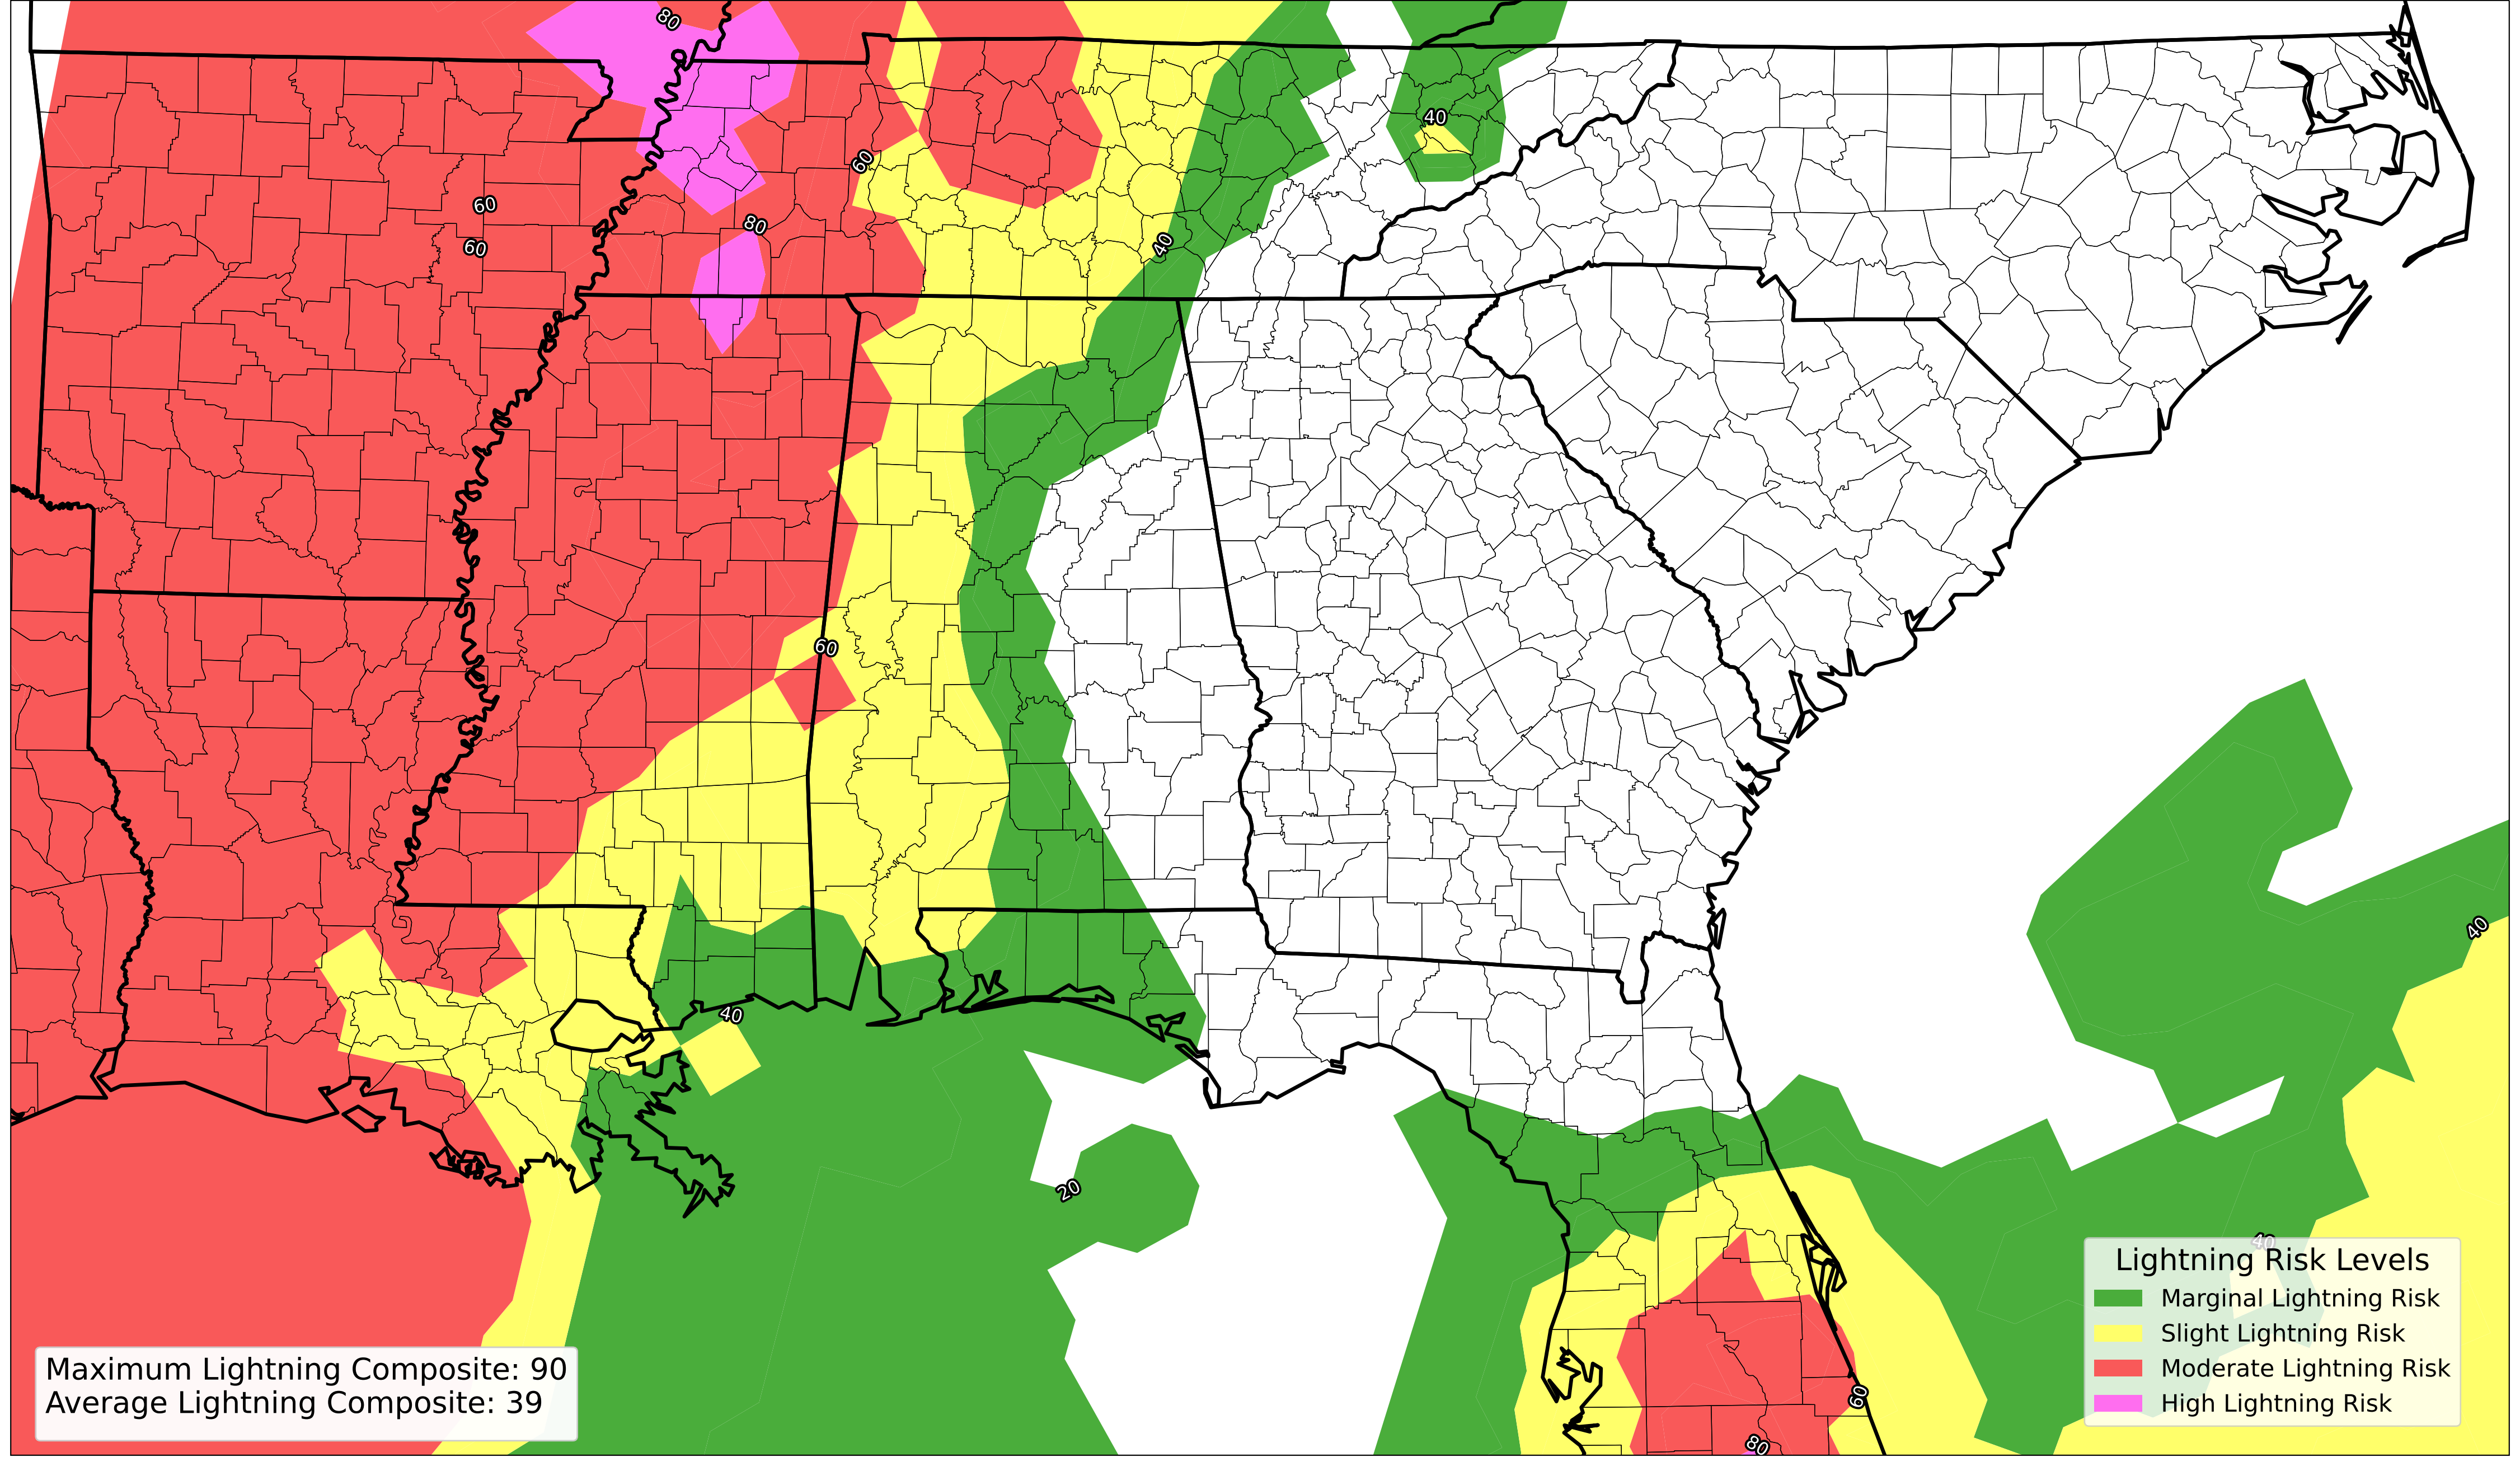 80
40
60
60
80
60
40
60
40
40
20
40
60
80
Lightning Risk Levels
Marginal Lightning Risk
Slight Lightning Risk
Moderate Lightning Risk
High Lightning Risk
Maximum Lightning Composite: 90
Average Lightning Composite: 39